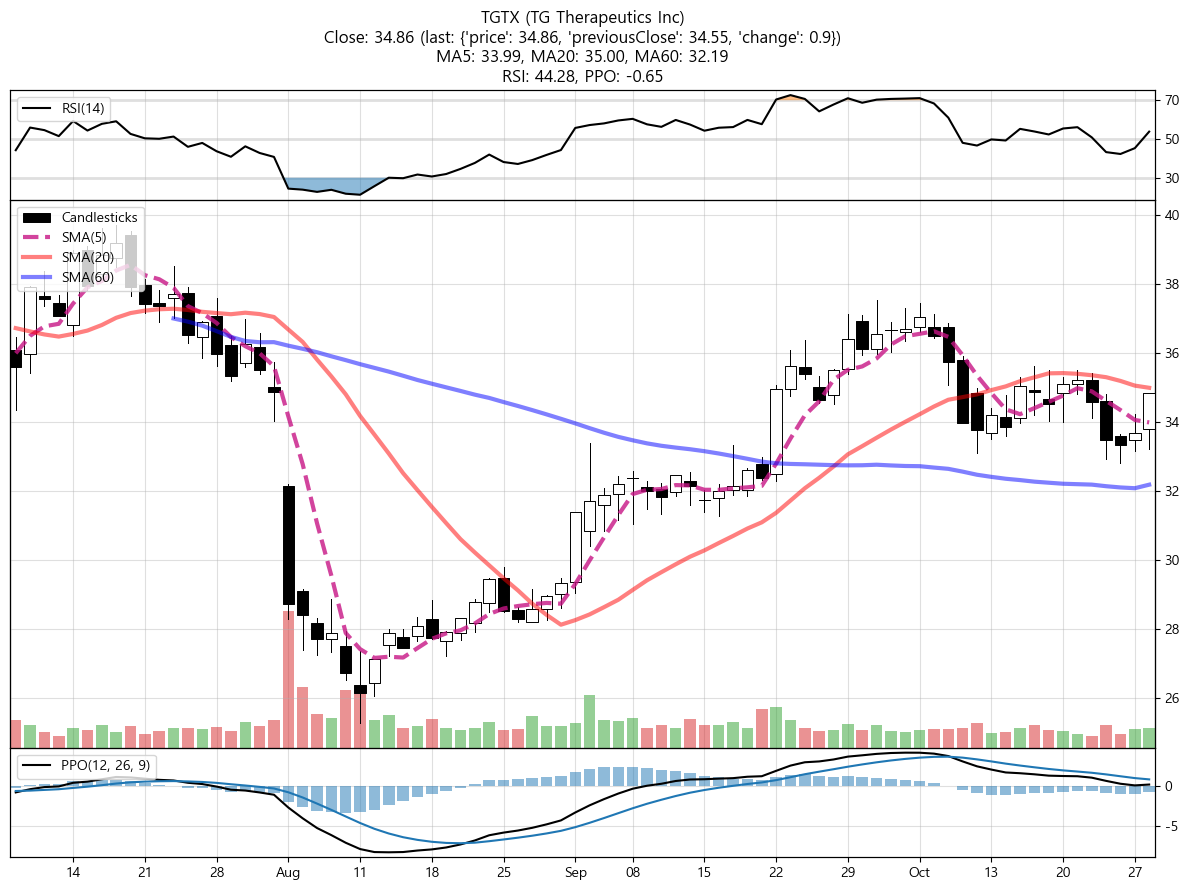 TGTX (TG Therapeutics Inc)
Close: 34.86 (last: {'price': 34.86, 'previousClose': 34.55, 'change': 0.9})
MA5: 33.99, MA20: 35.00, MA60: 32.19
RSI: 44.28, PPO: -0.65
RSI(14)
70
50
30
Candlesticks
SMA(5)
SMA(20)
SMA(60)
40
38
36
34
32
30
28
26
PPO(12, 26, 9)
0
-5
14 21 28 Aug 11 18 25 Sep 08 15 22 29 Oct 13 20 27